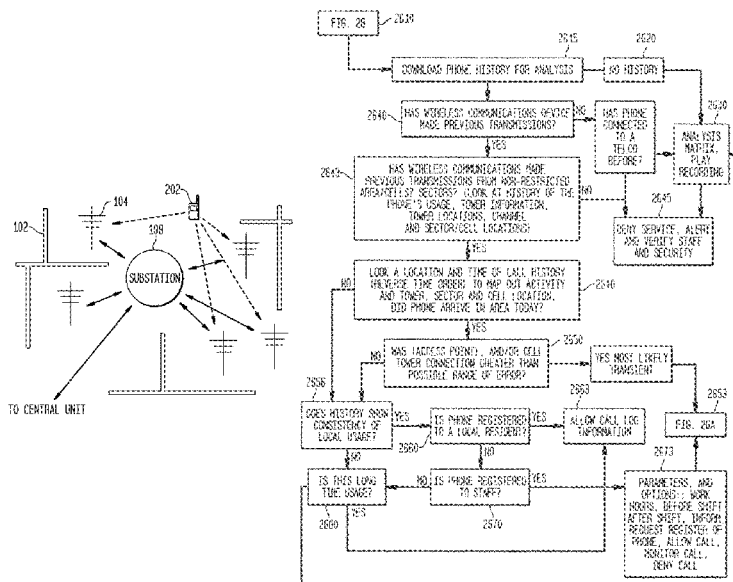 104
202
102
108
SUBSTATION
TO CENTRAL UNIT
FIG. 28
2615
2620
DOWNLOAD PHONE HISTORY FOR ANALYSIS
NO HISTORY
2640
HAS WIRELESS COMMUNICATIONS DEVICE
MADE PREVIOUS TRANSMISSIONS?
NO
YES
HAS PHONE
CONNECTED
TO A
TELCO
BEFORE?
2630
ANALYSIS
MATRIX, PLAY
RECORDING
HAS WIRELESS COMMUNICATIONS MADE
PREVIOUS TRANSMISSIONS FROM NON-RESTRICTED
AREA/CELL? SECTORS? (LOOK AT HISTORY OF THE
PHONE'S USAGE, TOWER INFORMATION,
TOWER LOCATIONS, CHANNEL
AND SECTOR/CELL LOCATIONS)
NO
YES
2645
DENY SERVICE, ALERT
AND VERIFY STAFF
AND SECURITY
LOOK A LOCATION AND TIME OF CALL HISTORY
(REVERSE TIME ORDER) TO MAP OUT ACTIVITY
AND TOWER, SECTOR AND CELL LOCATION.
DID PHONE ARRIVE IN AREA TODAY?
NO
YES
2650
WAS (ACCESS POINT), AND/OR CELL
TOWER CONNECTION GREATER THAN
POSSIBLE RANGE OF ERROR?
NO
YES MOST LIKELY
TRANSIENT
2656
DOES HISTORY SHOW
CONSISTENCY OF
LOCAL USAGE?
YES
NO
2660
IS PHONE REGISTERED
TO A LOCAL RESIDENT?
YES
NO
ALLOW CALL LOG
INFORMATION
2653
FIG. 26A
IS THIS LONG
TIME USAGE?
2680
YES
NO
IS PHONE REGISTERED
TO STAFF?
2670
YES
2673
PARAMETERS, AND
OPTIONS: WORK
HOURS, BEFORE SHIFT
AFTER SHIFT, INFORM
REQUEST REGISTER OF
PHONE, ALLOW CALL,
MONITOR CALL,
DENY CALL